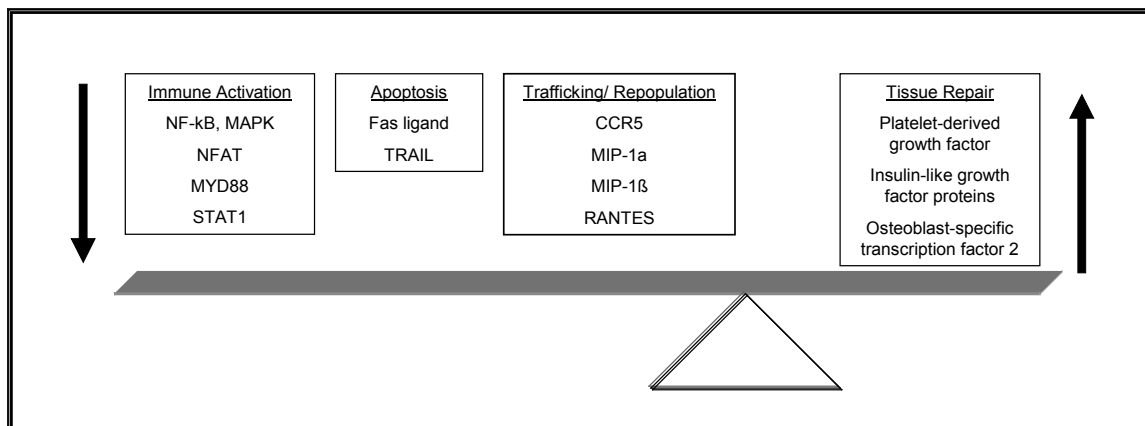 Immune Activation
NF-kB, MAPK
NFAT
MYD88
STAT1
Apoptosis
Fas ligand
TRAIL
Trafficking/ Repopulation
CCR5
MIP-1a
MIP-1ß
RANTES
Tissue Repair
Platelet-derived
growth factor
Insulin-like growth
factor proteins
Osteoblast-specific
transcription factor 2